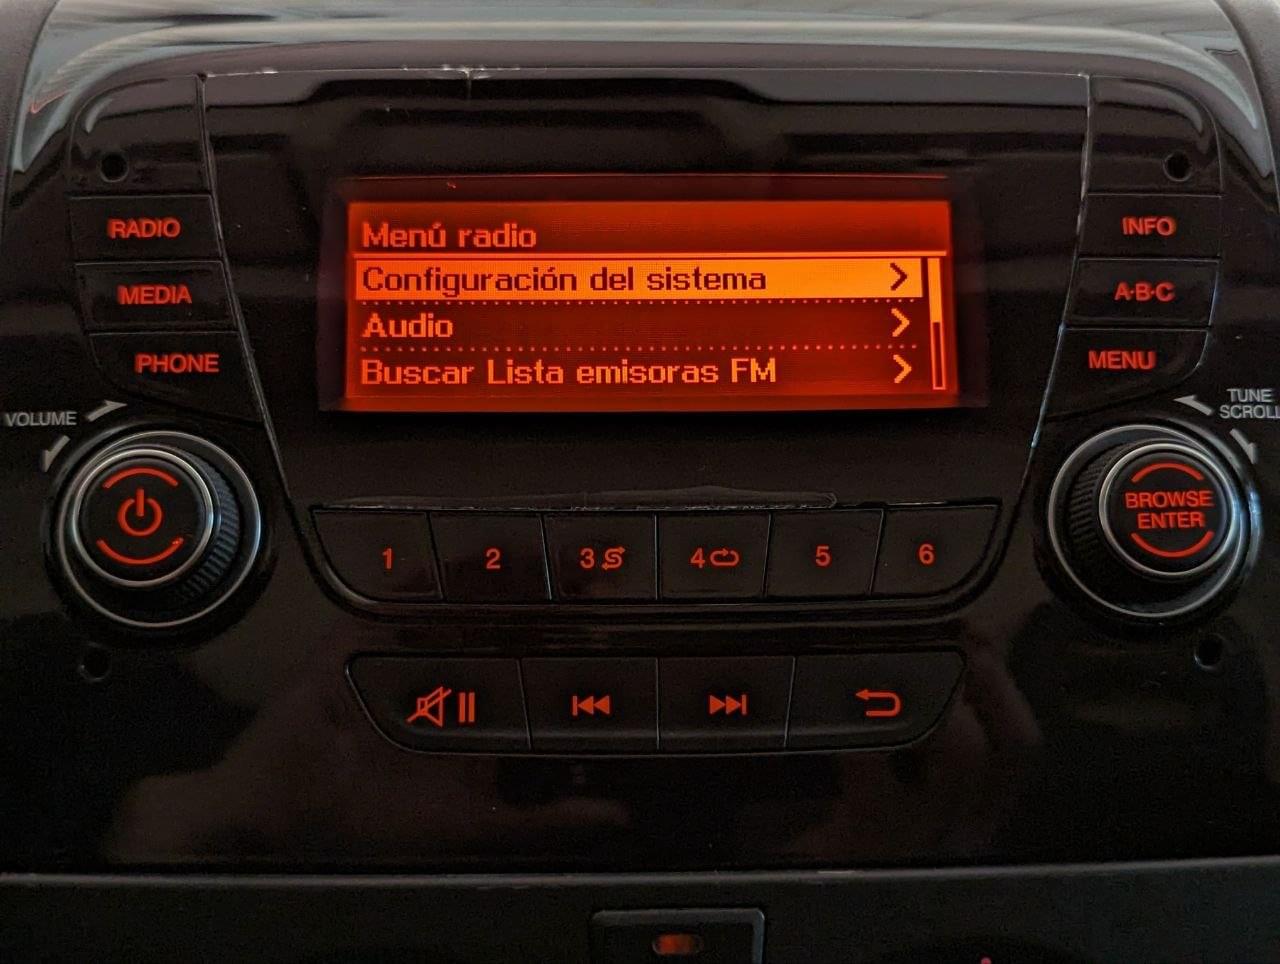 Menú radio
Configuración del sistema
Audio
Buscar Lista emisoras FM
RADIO
MEDIA
PHONE
VOLUME
INFO
A·B·C
MENU
TUNE
SCROLL
BROWSE
ENTER
1
2
3
4
5
6